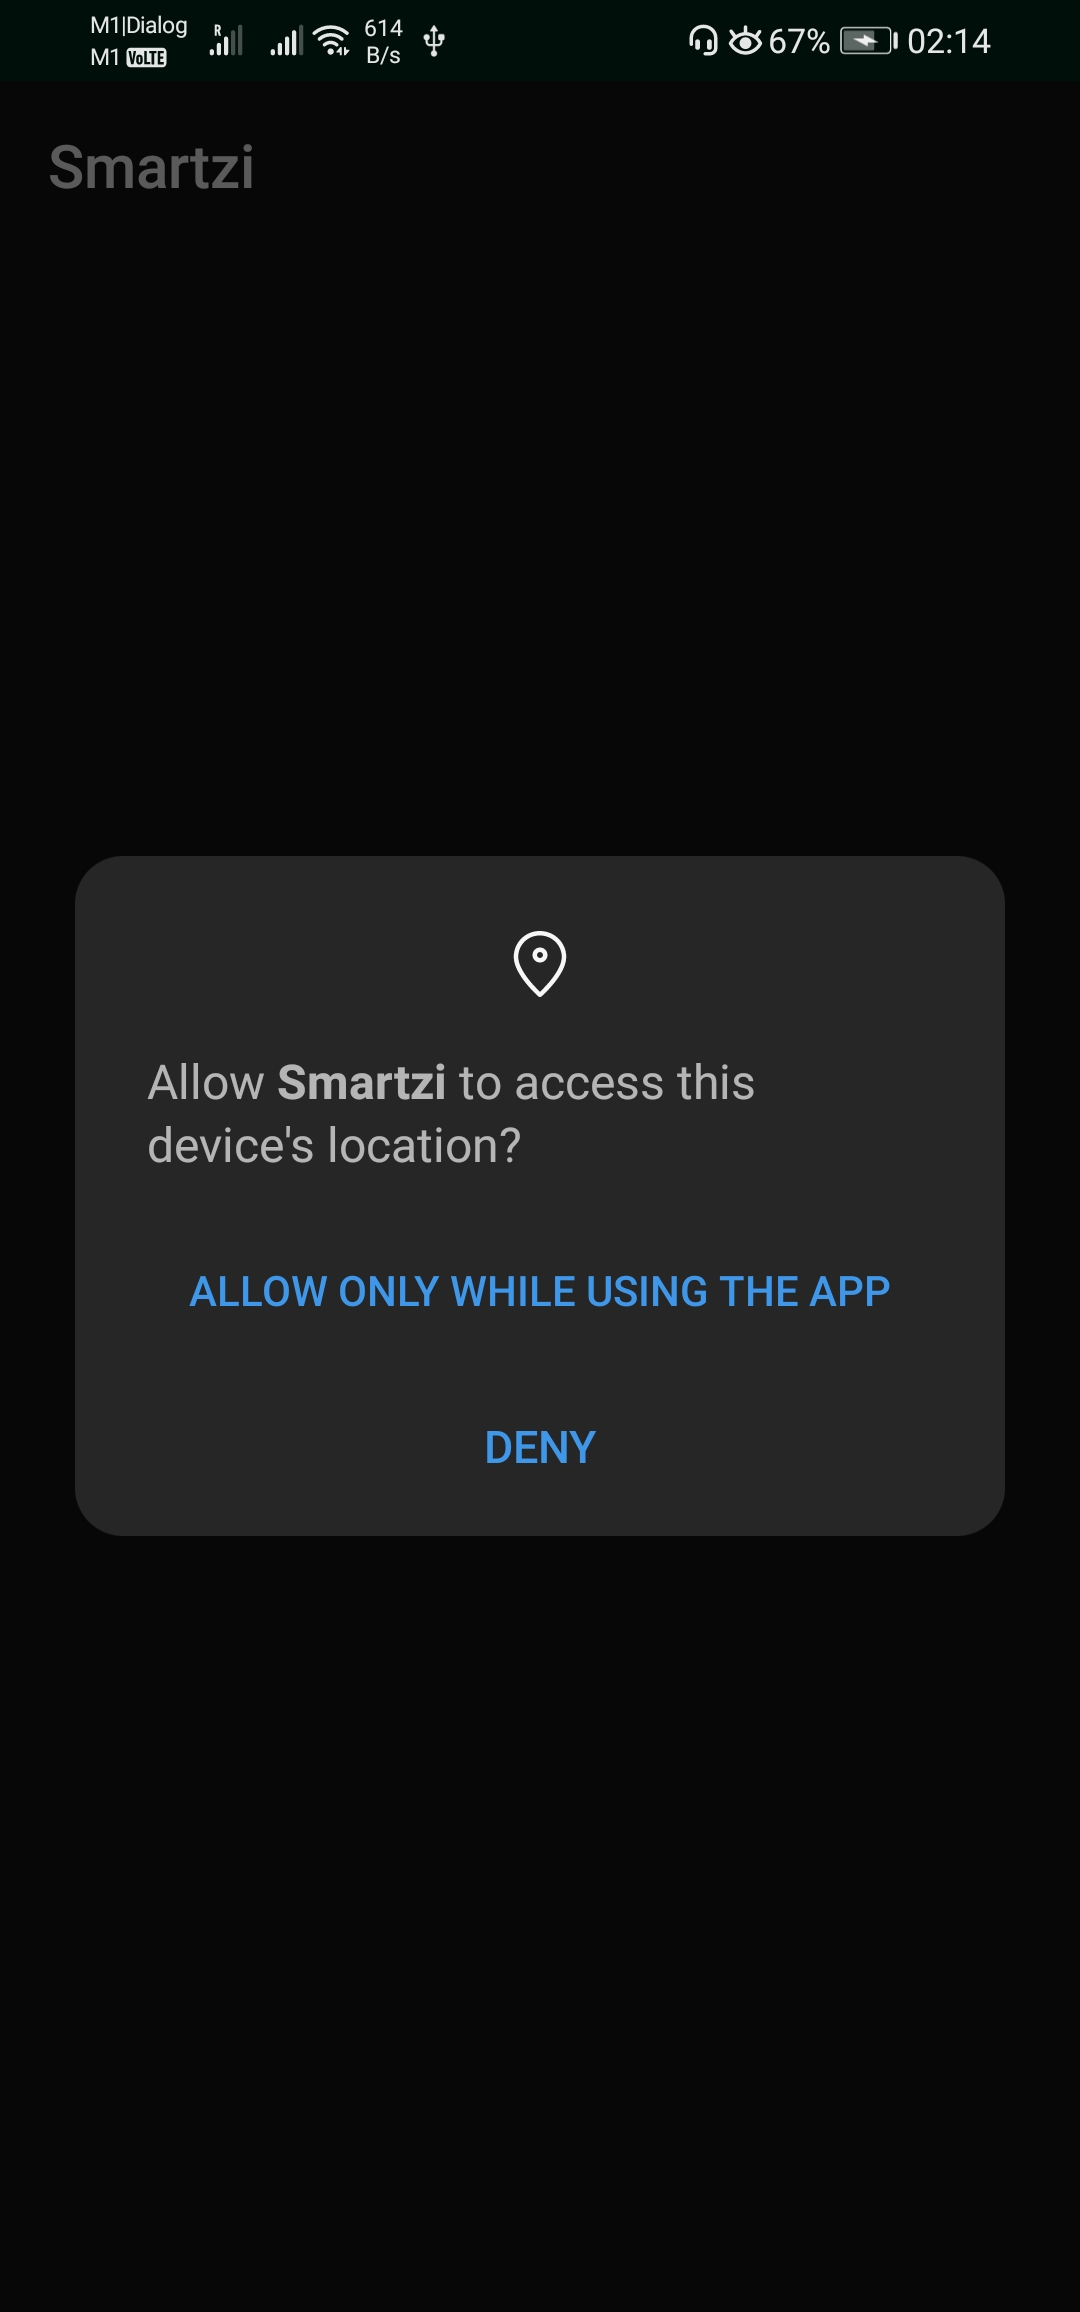 M1|Dialog
M1 VoLTE
R
614
B/s
67%
02:14
Smartzi
Allow Smartzi to access this
device's location?
ALLOW ONLY WHILE USING THE APP
DENY